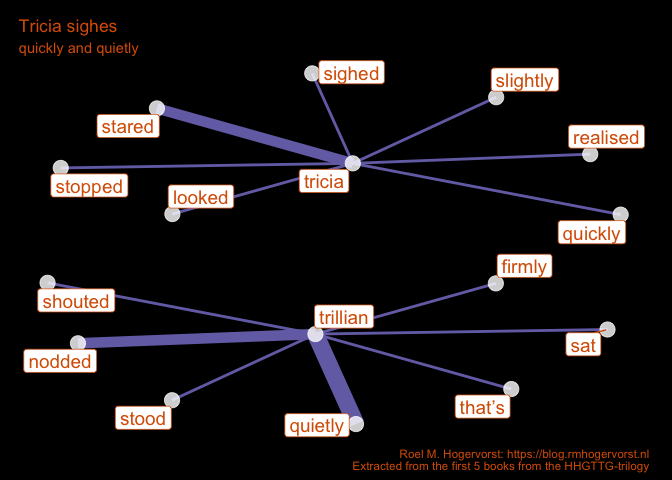 Tricia sighes
quickly and quietly
sighed
slightly
stared
realised
stopped
tricia
looked
quickly
firmly
shouted
trillian
nodded
sat
stood
quietly
that’s
Roel M. Hogervorst: https://blog.rmhogervorst.nl
Extracted from the first 5 books from the HHGTTG-trilogy